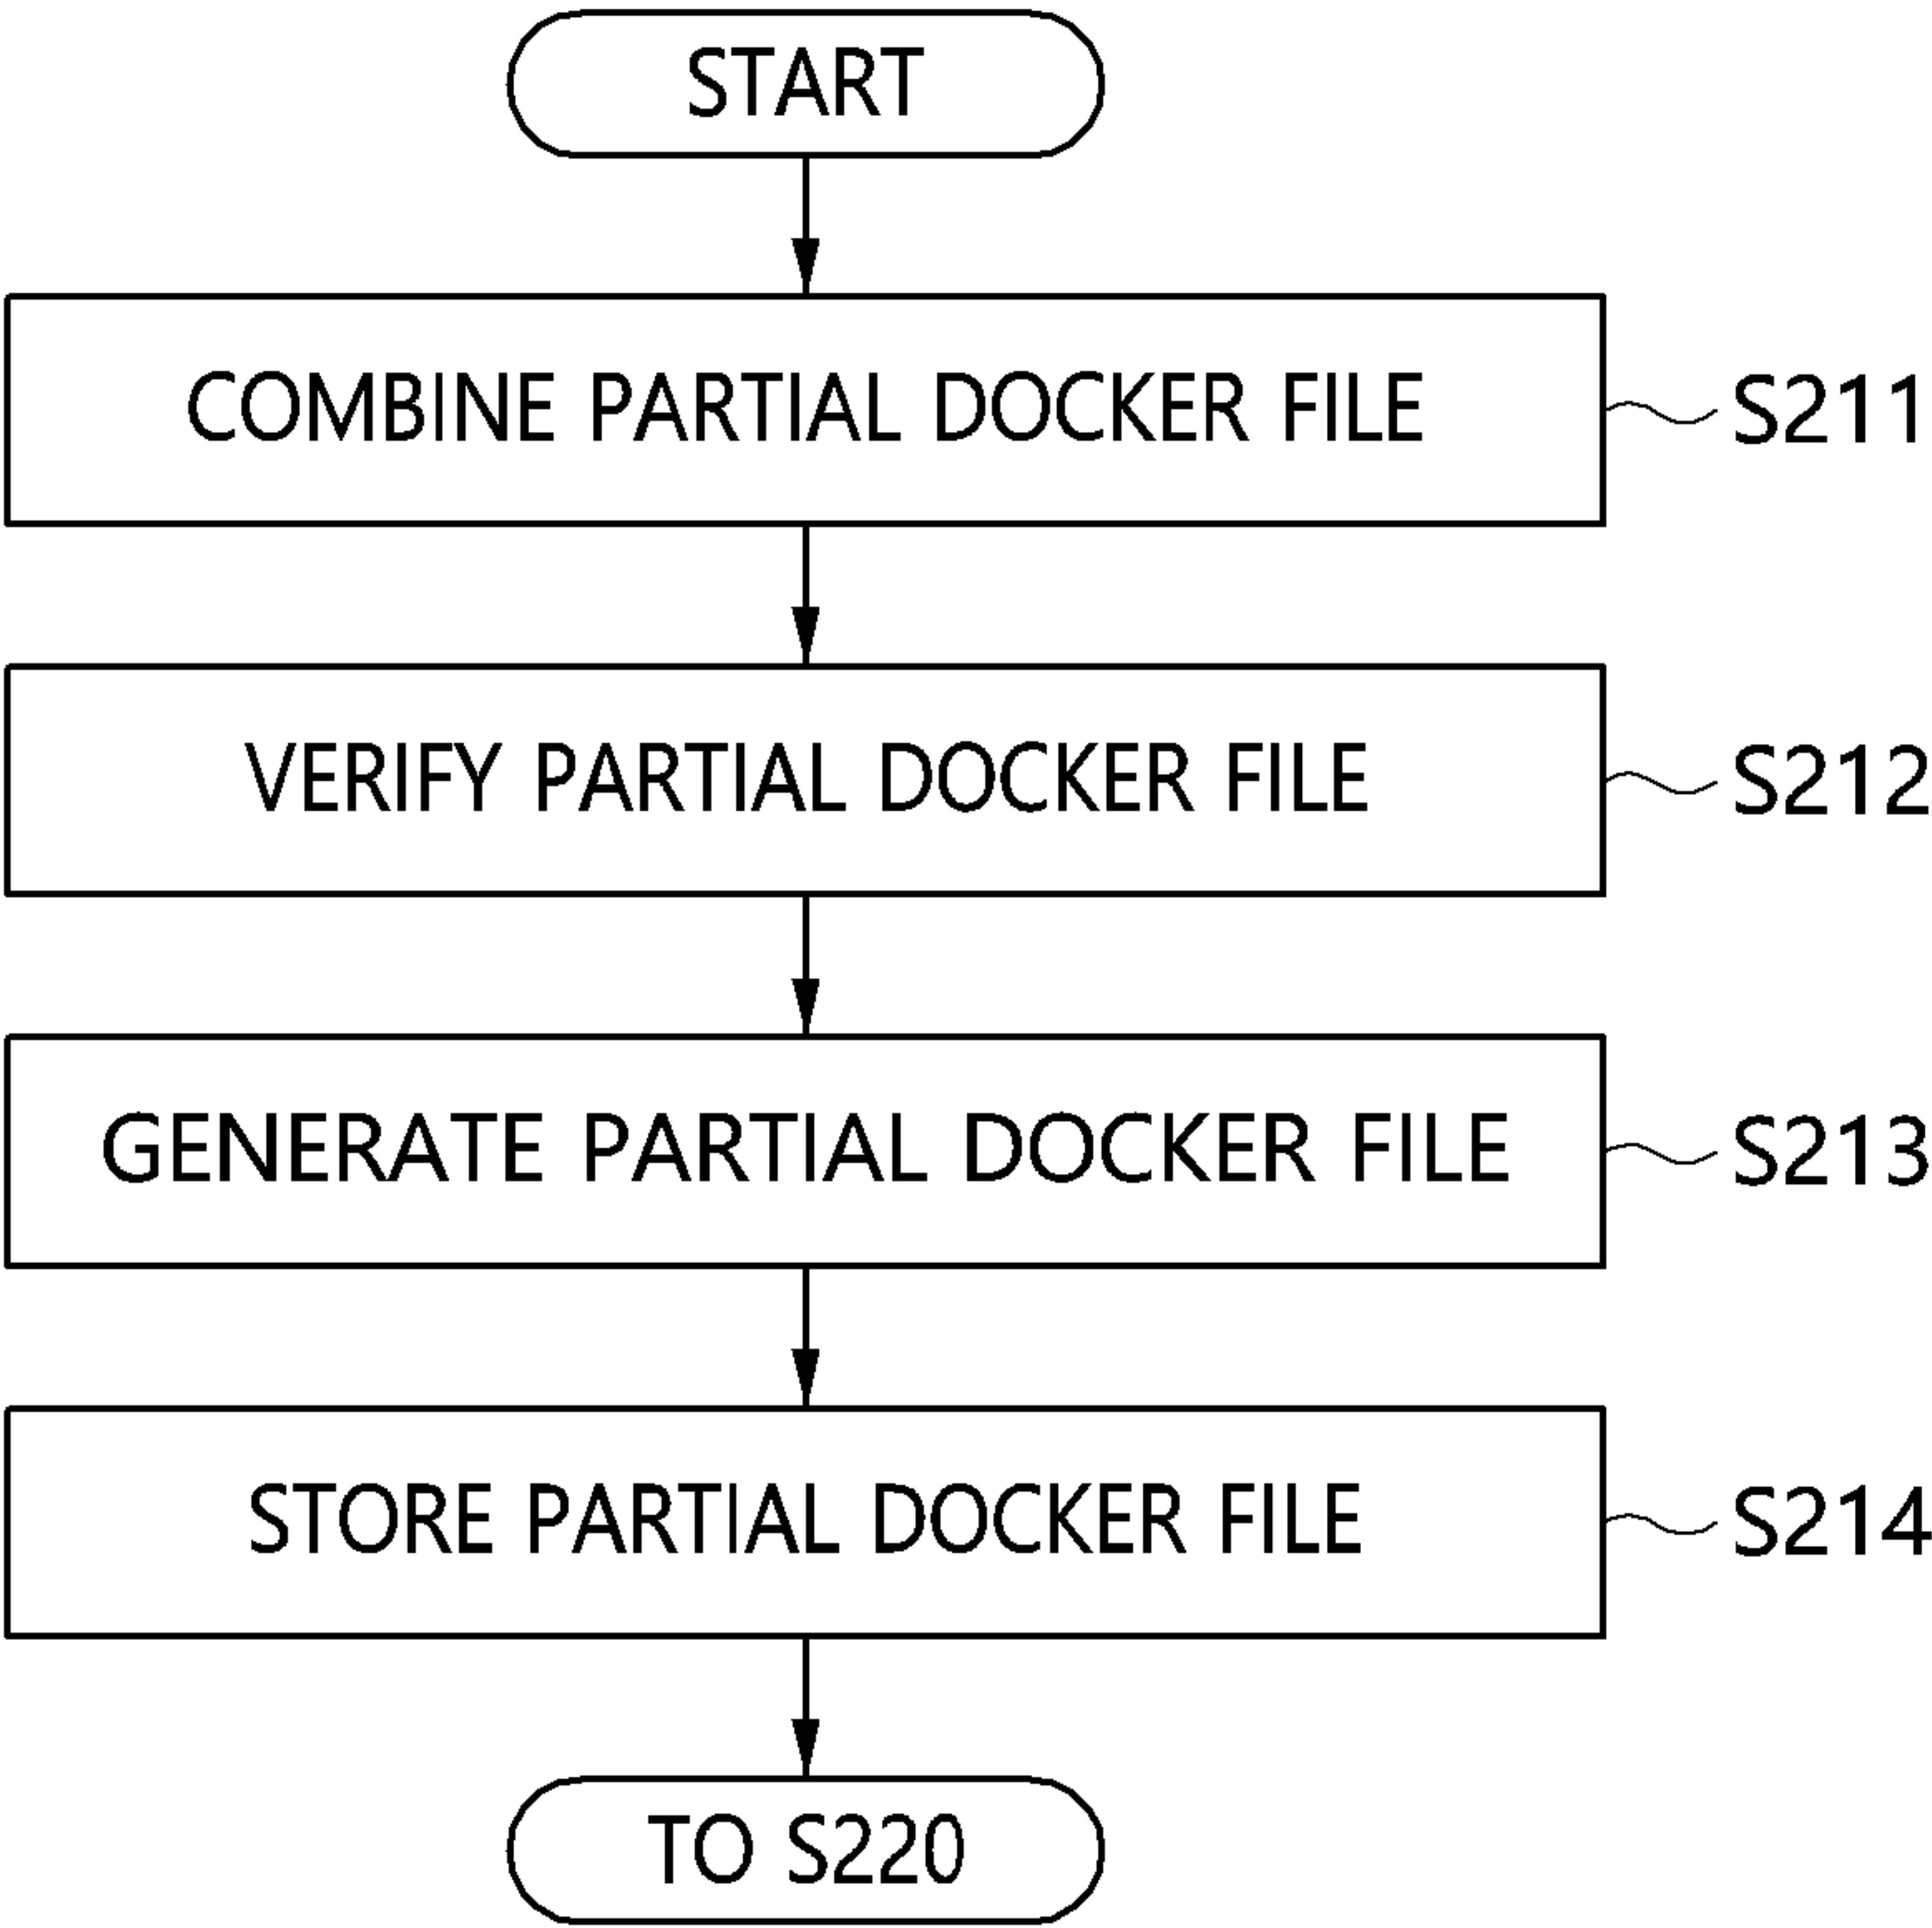 START
COMBINE PARTIAL DOCKER FILE
S211
VERIFY PARTIAL DOCKER FILE
S212
GENERATE PARTIAL DOCKER FILE
S213
STORE PARTIAL DOCKER FILE
S214
TO S220